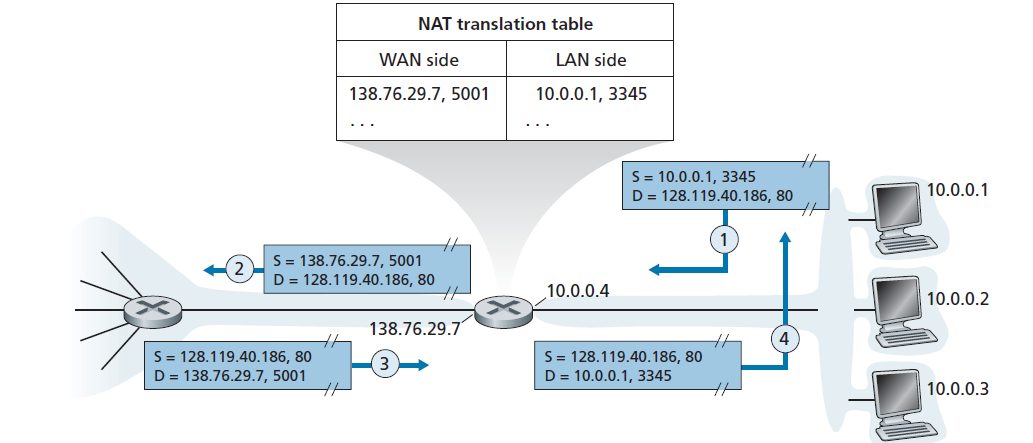 NAT translation table
WAN side
LAN side
138.76.29.7, 5001
10.0.0.1, 3345
. . .
. . .
S = 10.0.0.1, 3345
D = 128.119.40.186, 80
10.0.0.1
1
S = 138.76.29.7, 5001
D = 128.119.40.186, 80
2
10.0.0.4
10.0.0.2
138.76.29.7
S = 128.119.40.186, 80
D = 138.76.29.7, 5001
3
S = 128.119.40.186, 80
D = 10.0.0.1, 3345
4
10.0.0.3